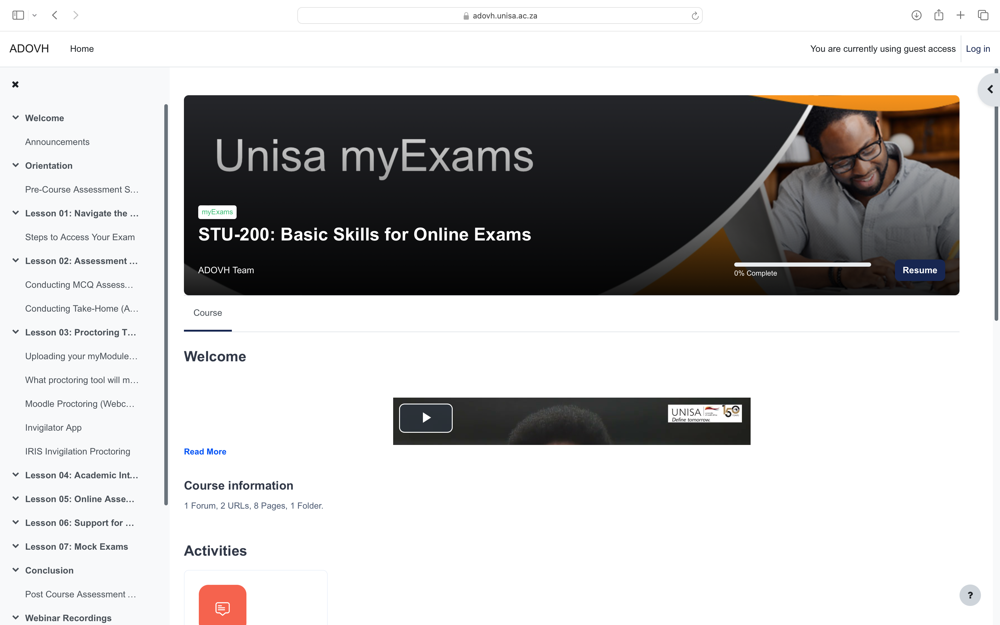 adovh.unisa.ac.za
ADOVH
Home
You are currently using guest access
Log in
Welcome
Announcements
Orientation
Pre-Course Assessment S...
Lesson 01: Navigate the ...
Steps to Access Your Exam
Lesson 02: Assessment ...
Conducting MCQ Assess...
Conducting Take-Home (A...
Lesson 03: Proctoring T...
Uploading your myModule...
What proctoring tool will m...
Moodle Proctoring (Webc...
Invigilator App
IRIS Invigilation Proctoring
Lesson 04: Academic Int...
Lesson 05: Online Asse...
Lesson 06: Support for ...
Lesson 07: Mock Exams
Conclusion
Post Course Assessment ...
Webinar Recordings
Unisa myExams
myExams
STU-200: Basic Skills for Online Exams
ADOVH Team
0% Complete
Resume
Course
Welcome
UNISA
university of south africa
150
YEARS
Define tomorrow.
Read More
Course information
1 Forum, 2 URLs, 8 Pages, 1 Folder.
Activities
?